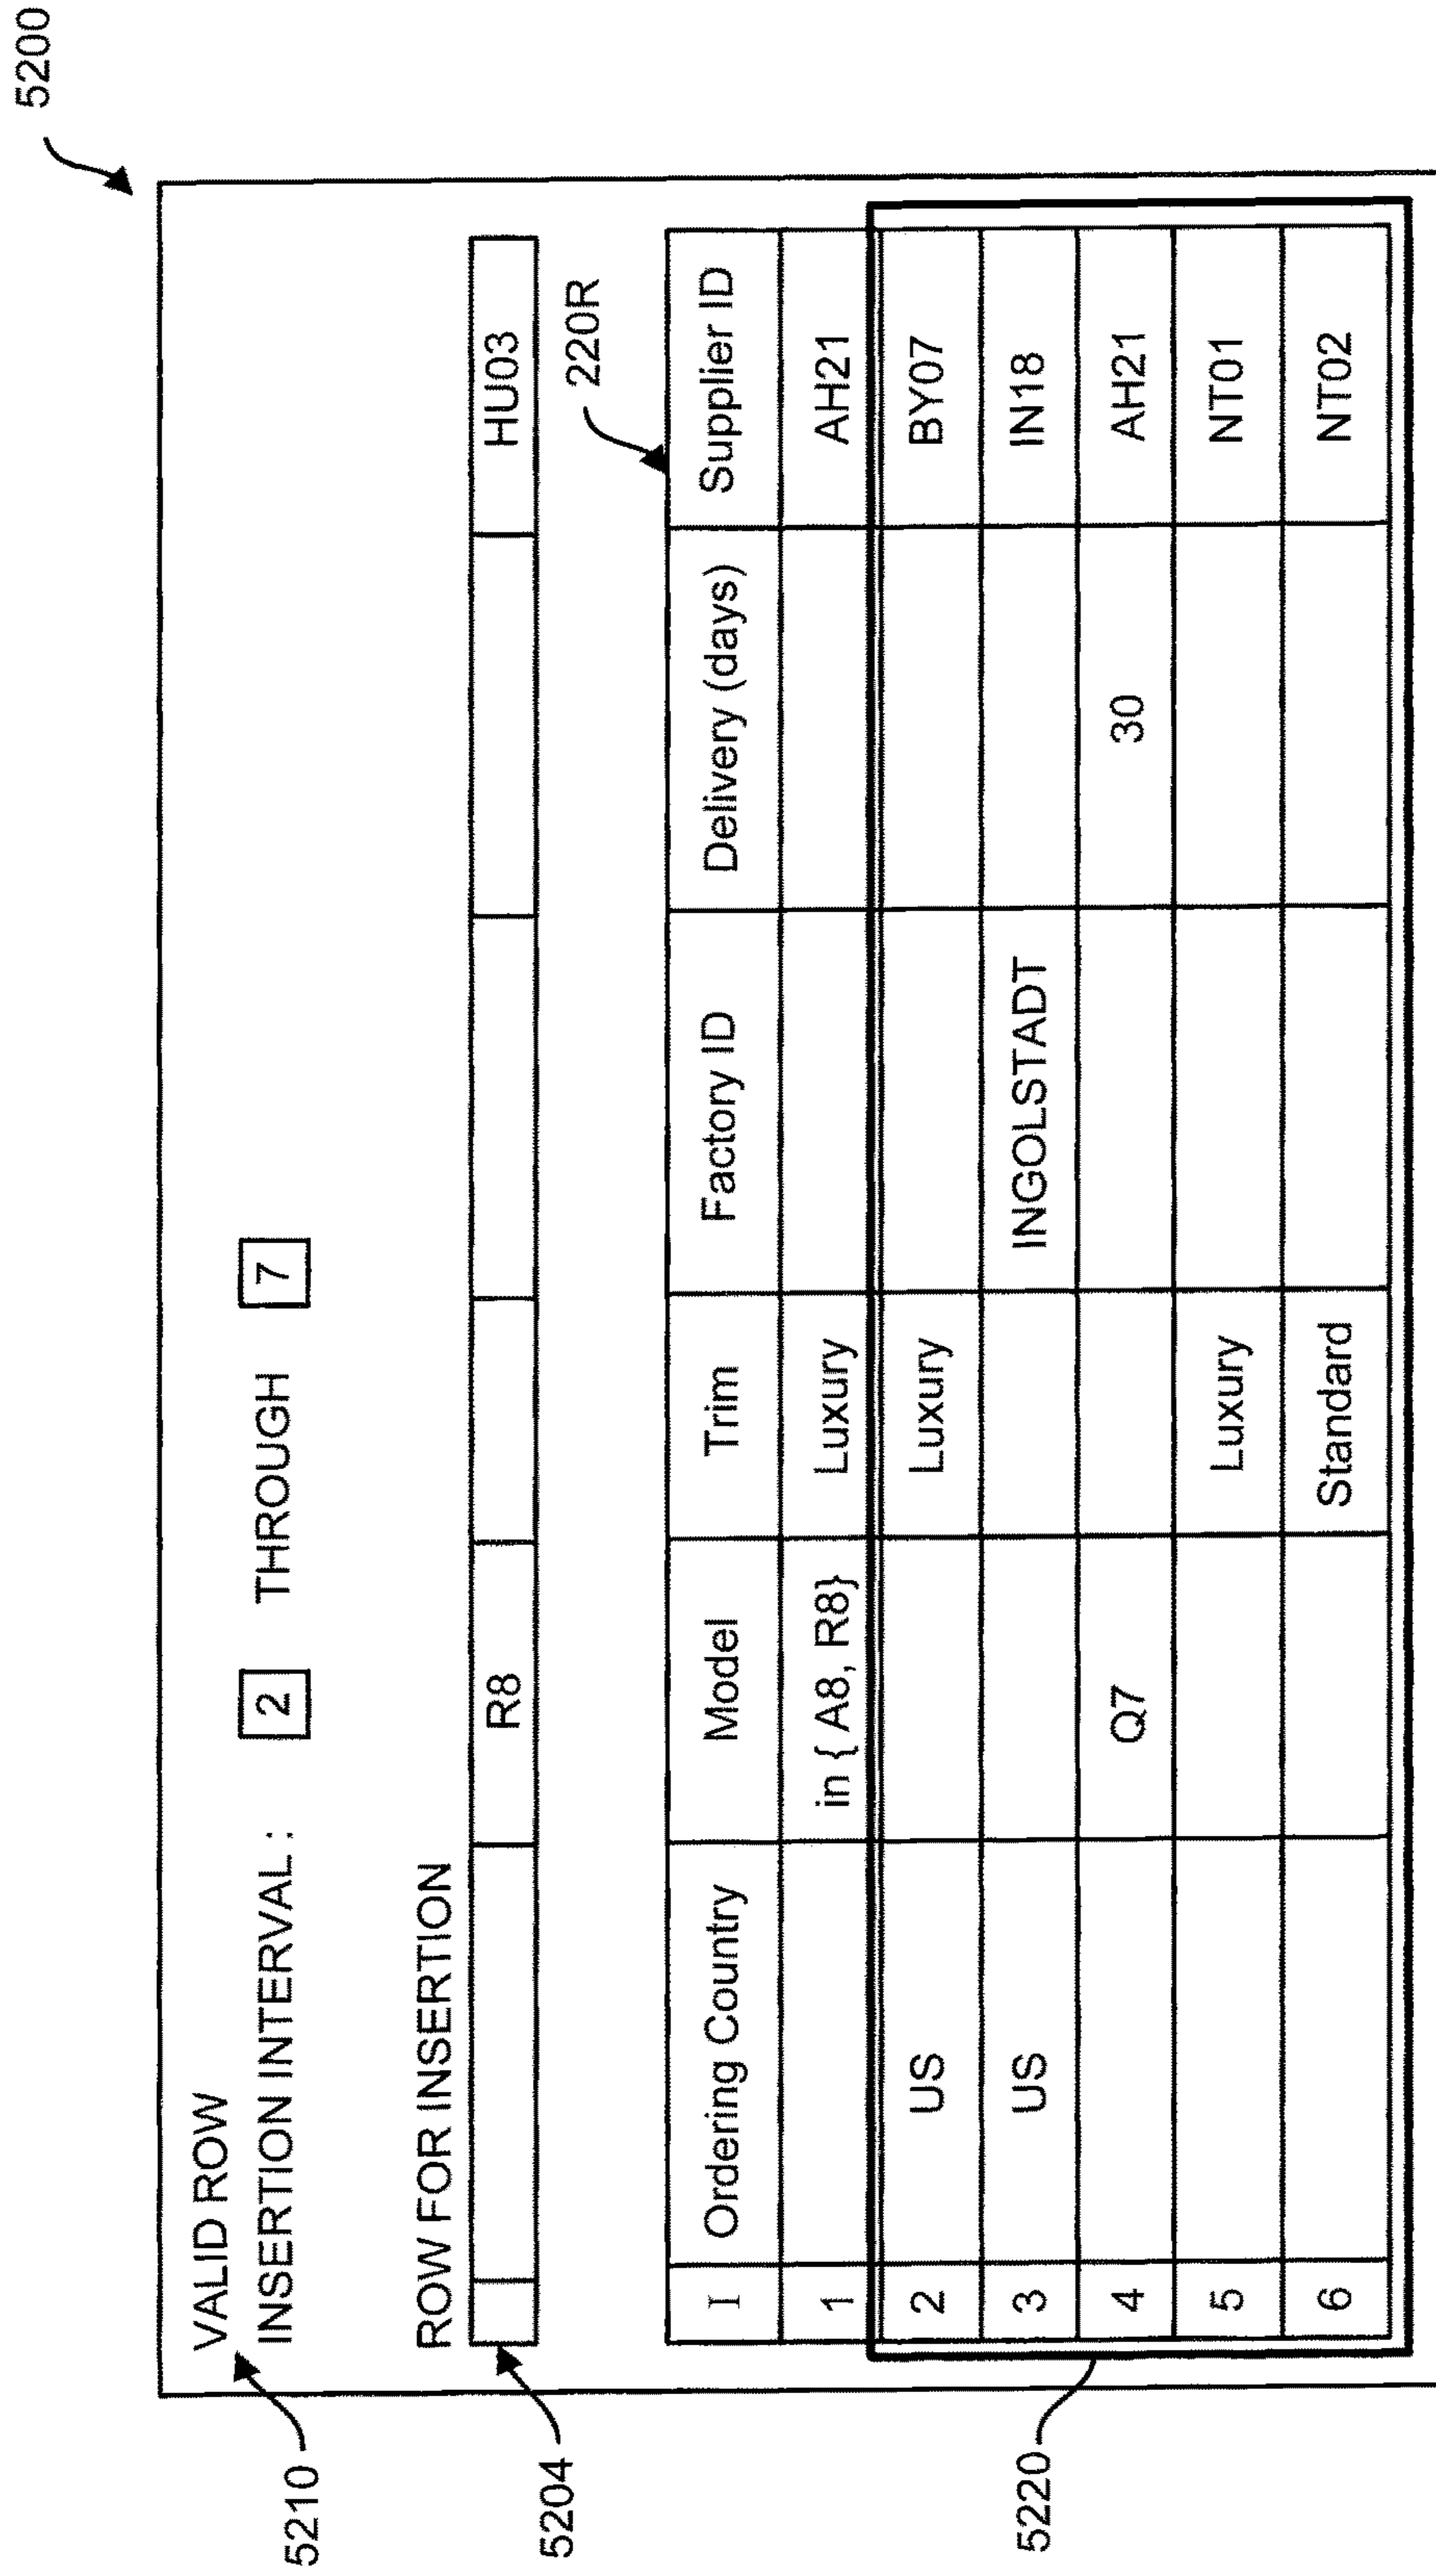 5200
VALID ROW
INSERTION INTERVAL : 2 THROUGH 7
5210
ROW FOR INSERTION
R8 HU03
5204
220R
I Ordering Country Model Trim Factory ID Delivery (days) Supplier ID
1 in { A8, R8} Luxury AH21
2 US Luxury BY07
3 US INGOLSTADT IN18
4 Q7 30 AH21
5 Luxury NT01
6 Standard NT02
5220